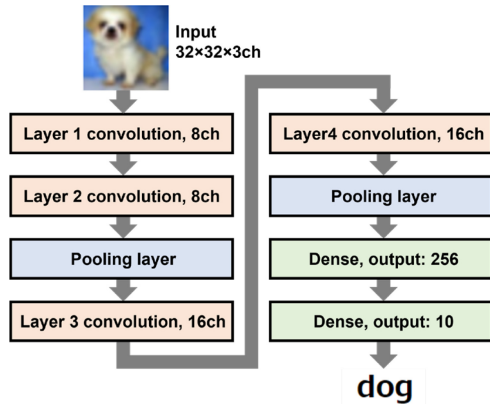 Input
32×32×3ch
Layer 1 convolution, 8ch
Layer 2 convolution, 8ch
Pooling layer
Layer 3 convolution, 16ch
Layer4 convolution, 16ch
Pooling layer
Dense, output: 256
Dense, output: 10
dog